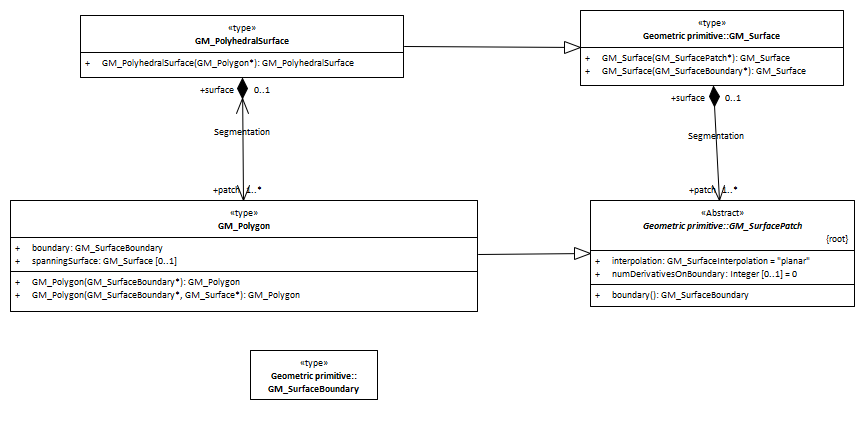 «type»
GM_PolyhedralSurface
+ GM_PolyhedralSurface(GM_Polygon*): GM_PolyhedralSurface
«type»
Geometric primitive::GM_Surface
+ GM_Surface(GM_SurfacePatch*): GM_Surface
+ GM_Surface(GM_SurfaceBoundary*): GM_Surface
+surface 0..1
Segmentation
+patch 1..*
+surface 0..1
Segmentation
+patch 1..*
«type»
GM_Polygon
+ boundary: GM_SurfaceBoundary
+ spanningSurface: GM_Surface [0..1]
+ GM_Polygon(GM_SurfaceBoundary*): GM_Polygon
+ GM_Polygon(GM_SurfaceBoundary*, GM_Surface*): GM_Polygon
«Abstract»
Geometric primitive::GM_SurfacePatch
{root}
+ interpolation: GM_SurfaceInterpolation = "planar"
+ numDerivativesOnBoundary: Integer [0..1] = 0
+ boundary(): GM_SurfaceBoundary
«type»
Geometric primitive::
GM_SurfaceBoundary